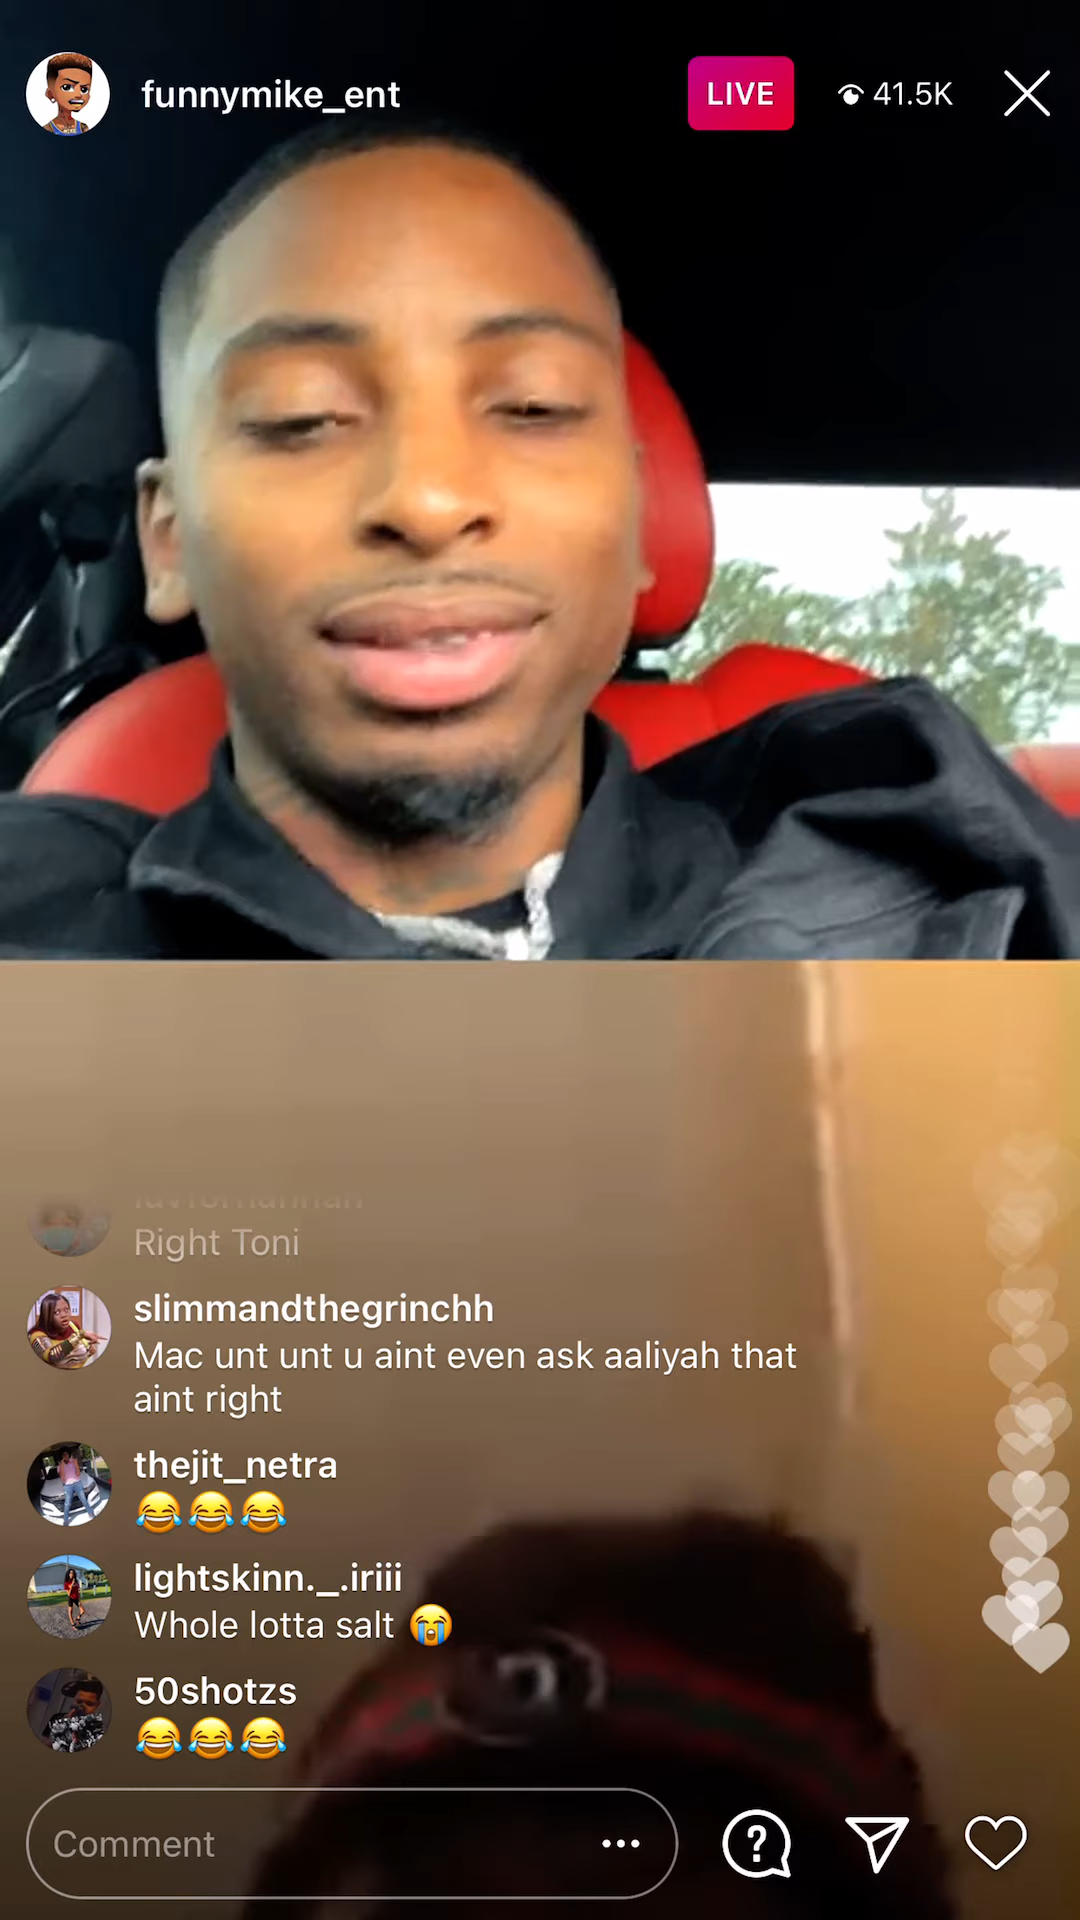 funnymike_ent
LIVE
41.5K
Right Toni
slimmandthegrinchh
Mac unt unt u aint even ask aaliyah that
aint right
thejit_netra
😂😂😂
lightskinn._.iriii
Whole lotta salt 😭
50shotzs
😂😂😂
Comment